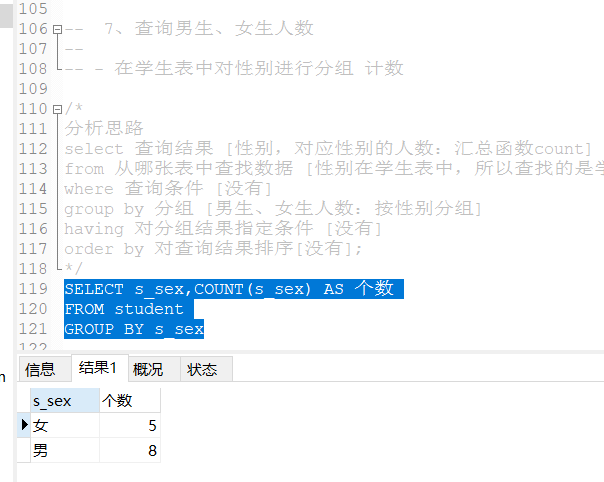 105
106 -- 7、查询男生、女生人数
107 --
108 -- - 在学生表中对性别进行分组 计数
109
110 /*
111 分析思路
112 select 查询结果 [性别，对应性别的人数：汇总函数count]
113 from 从哪张表中查找数据 [性别在学生表中，所以查找的是学
114 where 查询条件 [没有]
115 group by 分组 [男生、女生人数：按性别分组]
116 having 对分组结果指定条件 [没有]
117 order by 对查询结果排序[没有];
118 */
119 SELECT s_sex,COUNT(s_sex) AS 个数
120 FROM student
121 GROUP BY s_sex
122
信息 结果1 概况 状态
s_sex 个数
女 5
男 8